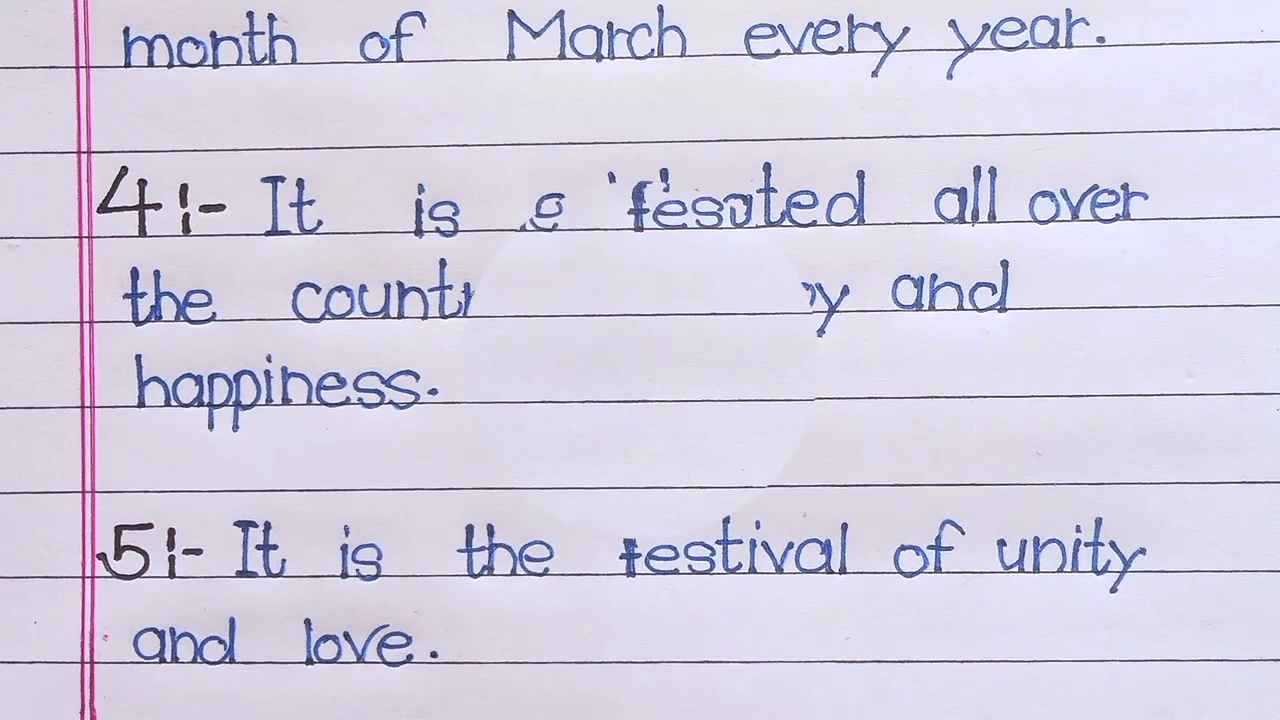 month of March every year.
4:- It is all over
the and
happiness.
5:- It is the festival of unity
and love.